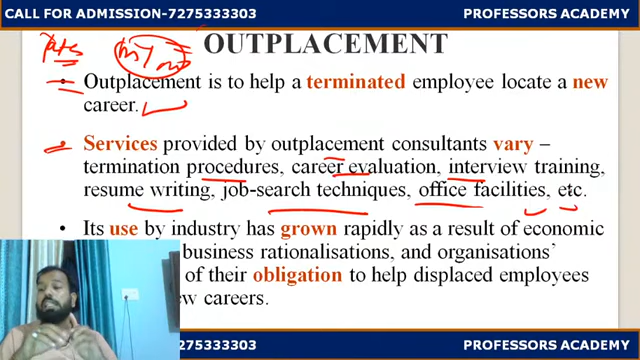 CALL FOR ADMISSION-7275333303
PROFESSORS ACADEMY
OUTPLACEMENT
• Outplacement is to help a terminated employee locate a new
career.
• Services provided by outplacement consultants vary –
termination procedures, career evaluation, interview training,
resume writing, job-search techniques, office facilities, etc.
• Its use by industry has grown rapidly as a result of economic
business rationalisations, and organisations'
of their obligation to help displaced employees
careers.
CALL FOR ADMISSION-7275333303
PROFESSORS ACADEMY